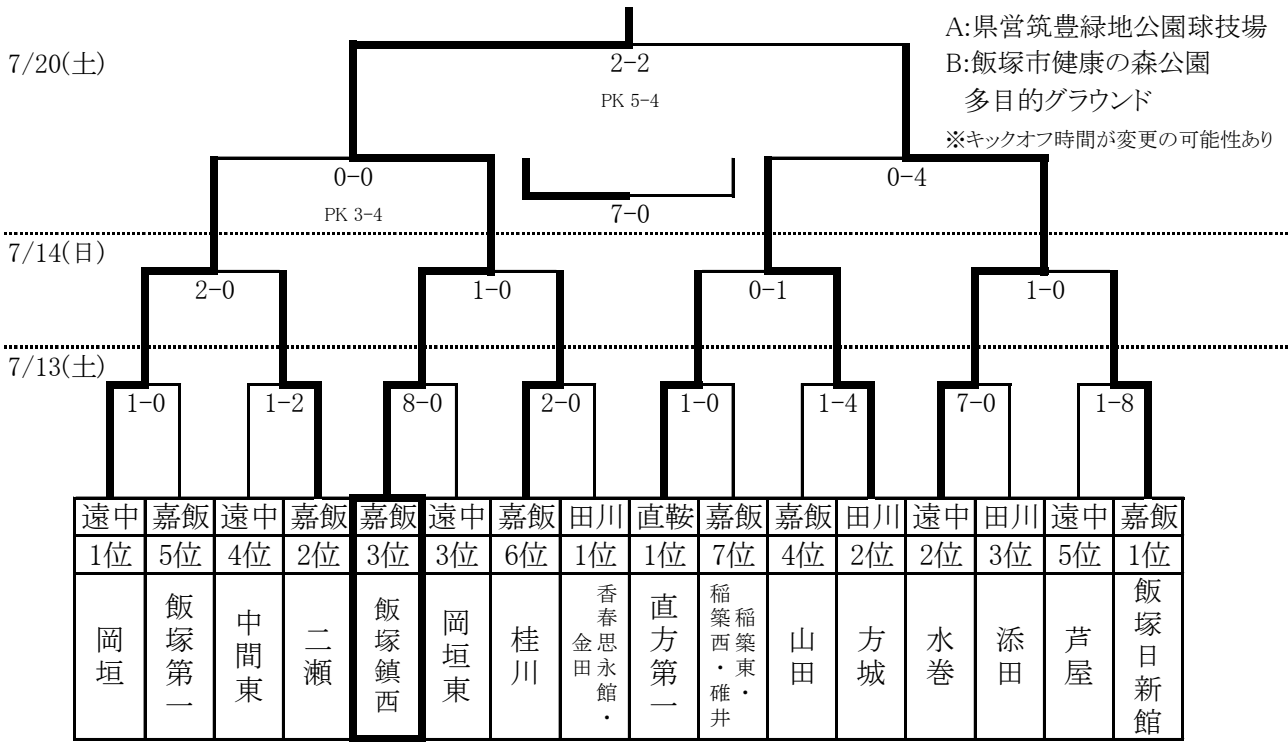 7/20(土)
2-2
PK 5-4
A:県営筑豊緑地公園球技場
B:飯塚市健康の森公園
多目的グラウンド
※キックオフ時間が変更の可能性あり
0-0
PK 3-4
7-0
0-4
7/14(日)
2-0
1-0
0-1
1-0
7/13(土)
1-0
1-2
8-0
2-0
1-0
1-4
7-0
1-8
遠中 嘉飯 遠中 嘉飯 嘉飯 遠中 嘉飯 田川 直鞍 嘉飯 嘉飯 田川 遠中 田川 遠中 嘉飯
1位 5位 4位 2位 3位 3位 6位 1位 1位 7位 4位 2位 2位 3位 5位 1位
岡垣
飯塚第一
中間東
二瀬
飯塚鎮西
岡垣東
桂川
香春思永館・
金田
直方第一
稲築東・
稲築西・碓井
山田
方城
水巻
添田
芦屋
飯塚日新館